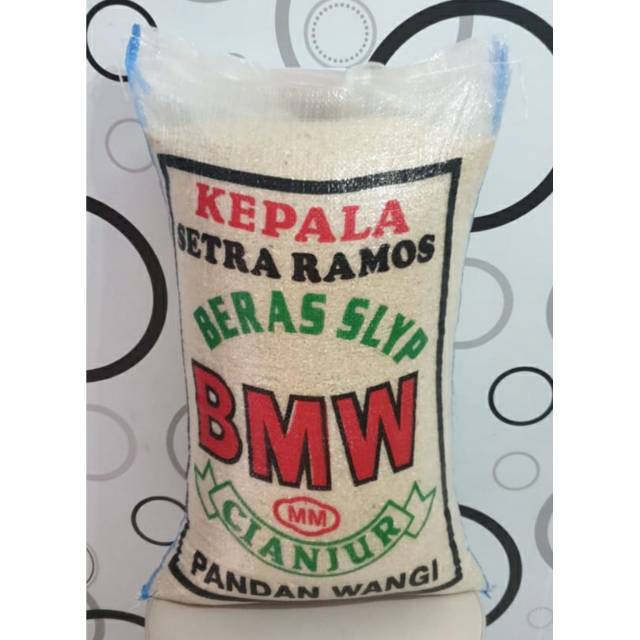 KEPALA
SETRA RAMOS
BERAS SLYP
BMW
MM
CIANJUR
PANDAN WANGI